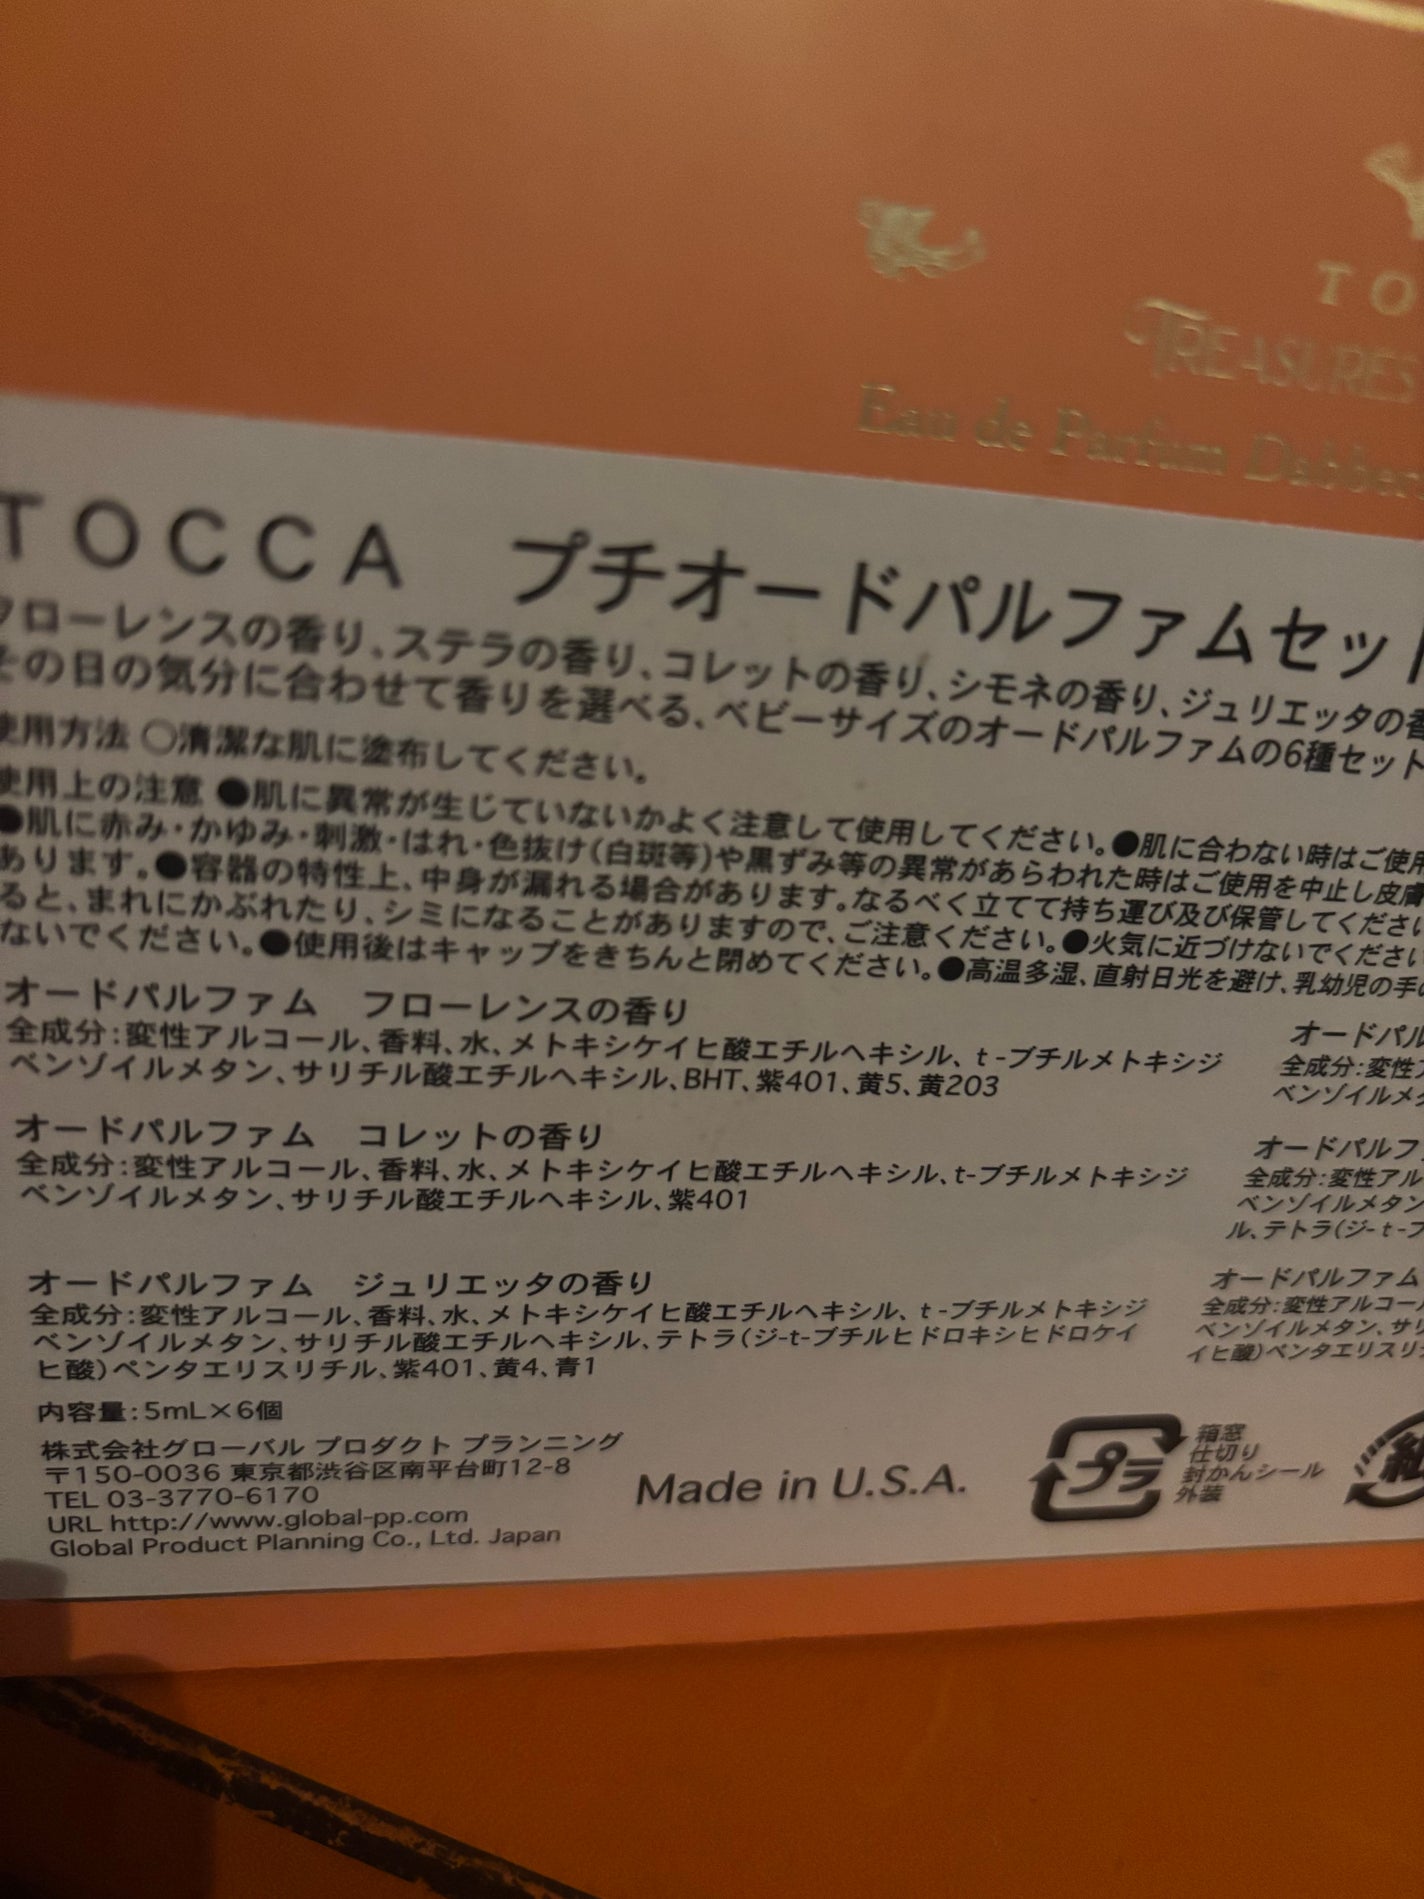 TO
TREASURES
Eau de Parfum Dabber
TOCCA プチオードパルファムセット
フローレンスの香り、ステラの香り、コレットの香り、シモネの香り、ジュリエッタの香
その日の気分に合わせて香りを選べる、ベビーサイズのオードパルファムの6種セット
使用方法 〇清潔な肌に塗布してください。
使用上の注意 ●肌に異常が生じていないかよく注意して使用してください。●肌に合わない時はご使用
●肌に赤み・かゆみ・刺激・はれ・色抜け(白斑等)や黒ずみ等の異常があらわれた時はご使用を中止し皮膚
あります。●容器の特性上、中身が漏れる場合があります。なるべく立てて持ち運び及び保管してください
ると、まれにかぶれたり、シミになることがありますので、ご注意ください。●火気に近づけないでください
ないでください。●使用後はキャップをきちんと閉めてください。●高温多湿、直射日光を避け、乳幼児の手の
オードパルファム フローレンスの香り
全成分:変性アルコール、香料、水、メトキシケイヒ酸エチルヘキシル、t-ブチルメトキシジ
ベンゾイルメタン、サリチル酸エチルヘキシル、BHT、紫401、黄5、黄203
オードパルファム コレットの香り
全成分:変性アルコール、香料、水、メトキシケイヒ酸エチルヘキシル、t-ブチルメトキシジ
ベンゾイルメタン、サリチル酸エチルヘキシル、紫401
オードパルファム ジュリエッタの香り
全成分:変性アルコール、香料、水、メトキシケイヒ酸エチルヘキシル、t-ブチルメトキシジ
ベンゾイルメタン、サリチル酸エチルヘキシル、テトラ(ジ-t-ブチルヒドロキシヒドロケイ
ヒ酸)ペンタエリスリチル、紫401、黄4、青1
オードパル
全成分:変性ア
ベンゾイルメタ
オードパルファ
全成分:変性アル
ベンゾイルメタン
ル、テトラ(ジ-t-ブ
オードパルファム
全成分:変性アルコー
ベンゾイルメタン、サリ
イヒ酸)ペンタエリスリ
内容量:5mL×6個
株式会社グローバル プロダクト プランニング
〒150-0036 東京都渋谷区南平台町12-8
TEL 03-3770-6170
URL http://www.global-pp.com
Global Product Planning Co., Ltd. Japan
Made in U.S.A.
プラ
箱窓
仕切り
封かんシール
外装
紙